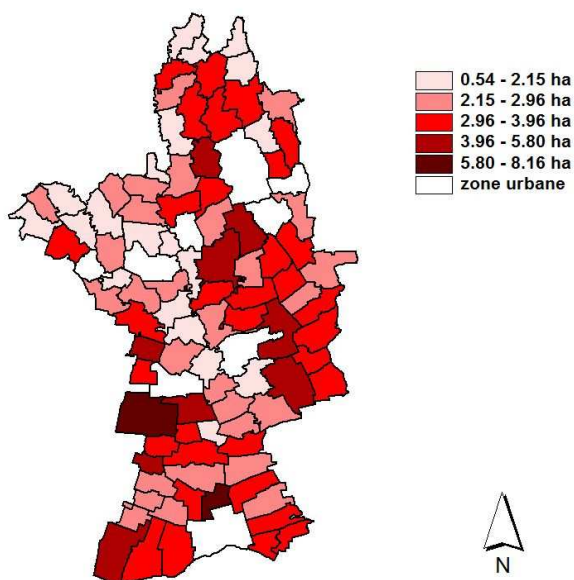 0.54 - 2.15 ha
2.15 - 2.96 ha
2.96 - 3.96 ha
3.96 - 5.80 ha
5.80 - 8.16 ha
zone urbane
N